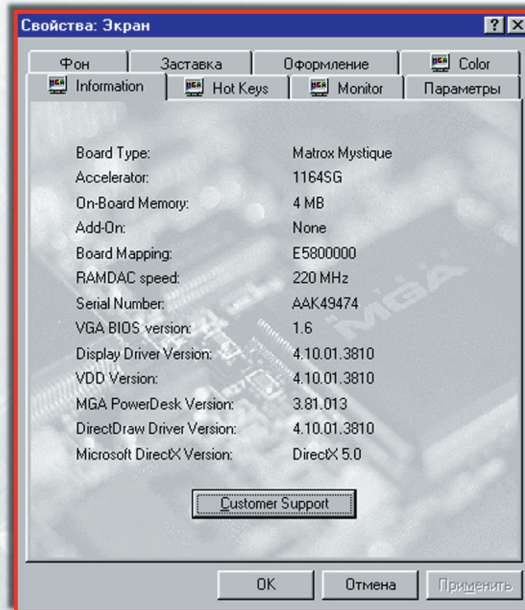 Свойства: Экран
Фон Заставка Оформление Color
Information Hot Keys Monitor Параметры
Board Type: Matrox Mystique
Accelerator: 1164SG
On-Board Memory: 4 MB
Add-On: None
Board Mapping: E5800000
RAMDAC speed: 220 MHz
Serial Number: AAK49474
VGA BIOS version: 1.6
Display Driver Version: 4.10.01.3810
VDD Version: 4.10.01.3810
MGA PowerDesk Version: 3.81.013
DirectDraw Driver Version: 4.10.01.3810
Microsoft DirectX Version: DirectX 5.0
MGA
Customer Support
OK Отмена Применить